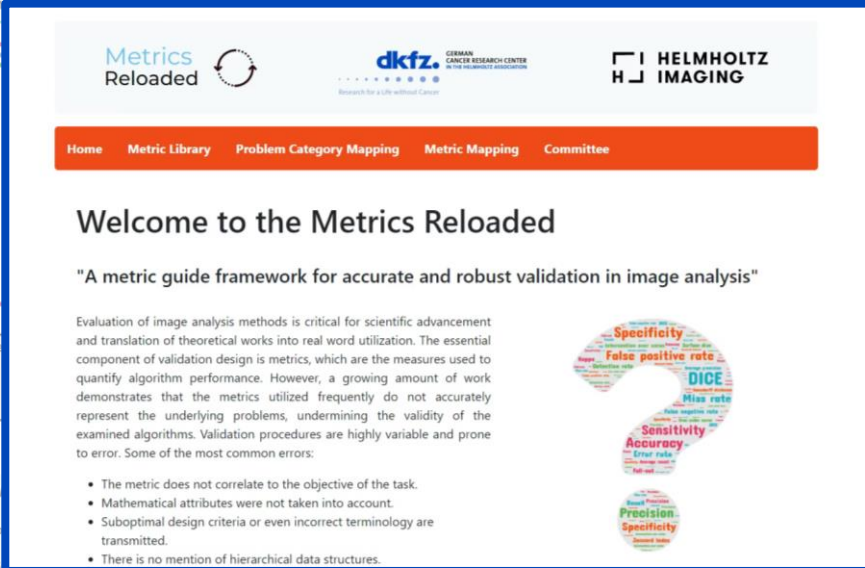 Metrics
Reloaded
dkfz.
GERMAN
CANCER RESEARCH CENTER
IN THE HELMHOLTZ ASSOCIATION
Research for a Life without Cancer
HELMHOLTZ
IMAGING
Home Metric Library Problem Category Mapping Metric Mapping Committee
Welcome to the Metrics Reloaded
"A metric guide framework for accurate and robust validation in image analysis"
Evaluation of image analysis methods is critical for scientific advancement
and translation of theoretical works into real word utilization. The essential
component of validation design is metrics, which are the measures used to
quantify algorithm performance. However, a growing amount of work
demonstrates that the metrics utilized frequently do not accurately
represent the underlying problems, undermining the validity of the
examined algorithms. Validation procedures are highly variable and prone
to error. Some of the most common errors:
• The metric does not correlate to the objective of the task.
• Mathematical attributes were not taken into account.
• Suboptimal design criteria or even incorrect terminology are
transmitted.
• There is no mention of hierarchical data structures.
Specificity
False positive rate
DICE
Miss rate
False negative rate
Sensitivity
Accuracy
Error rate
Fall-out
Precision
Specificity